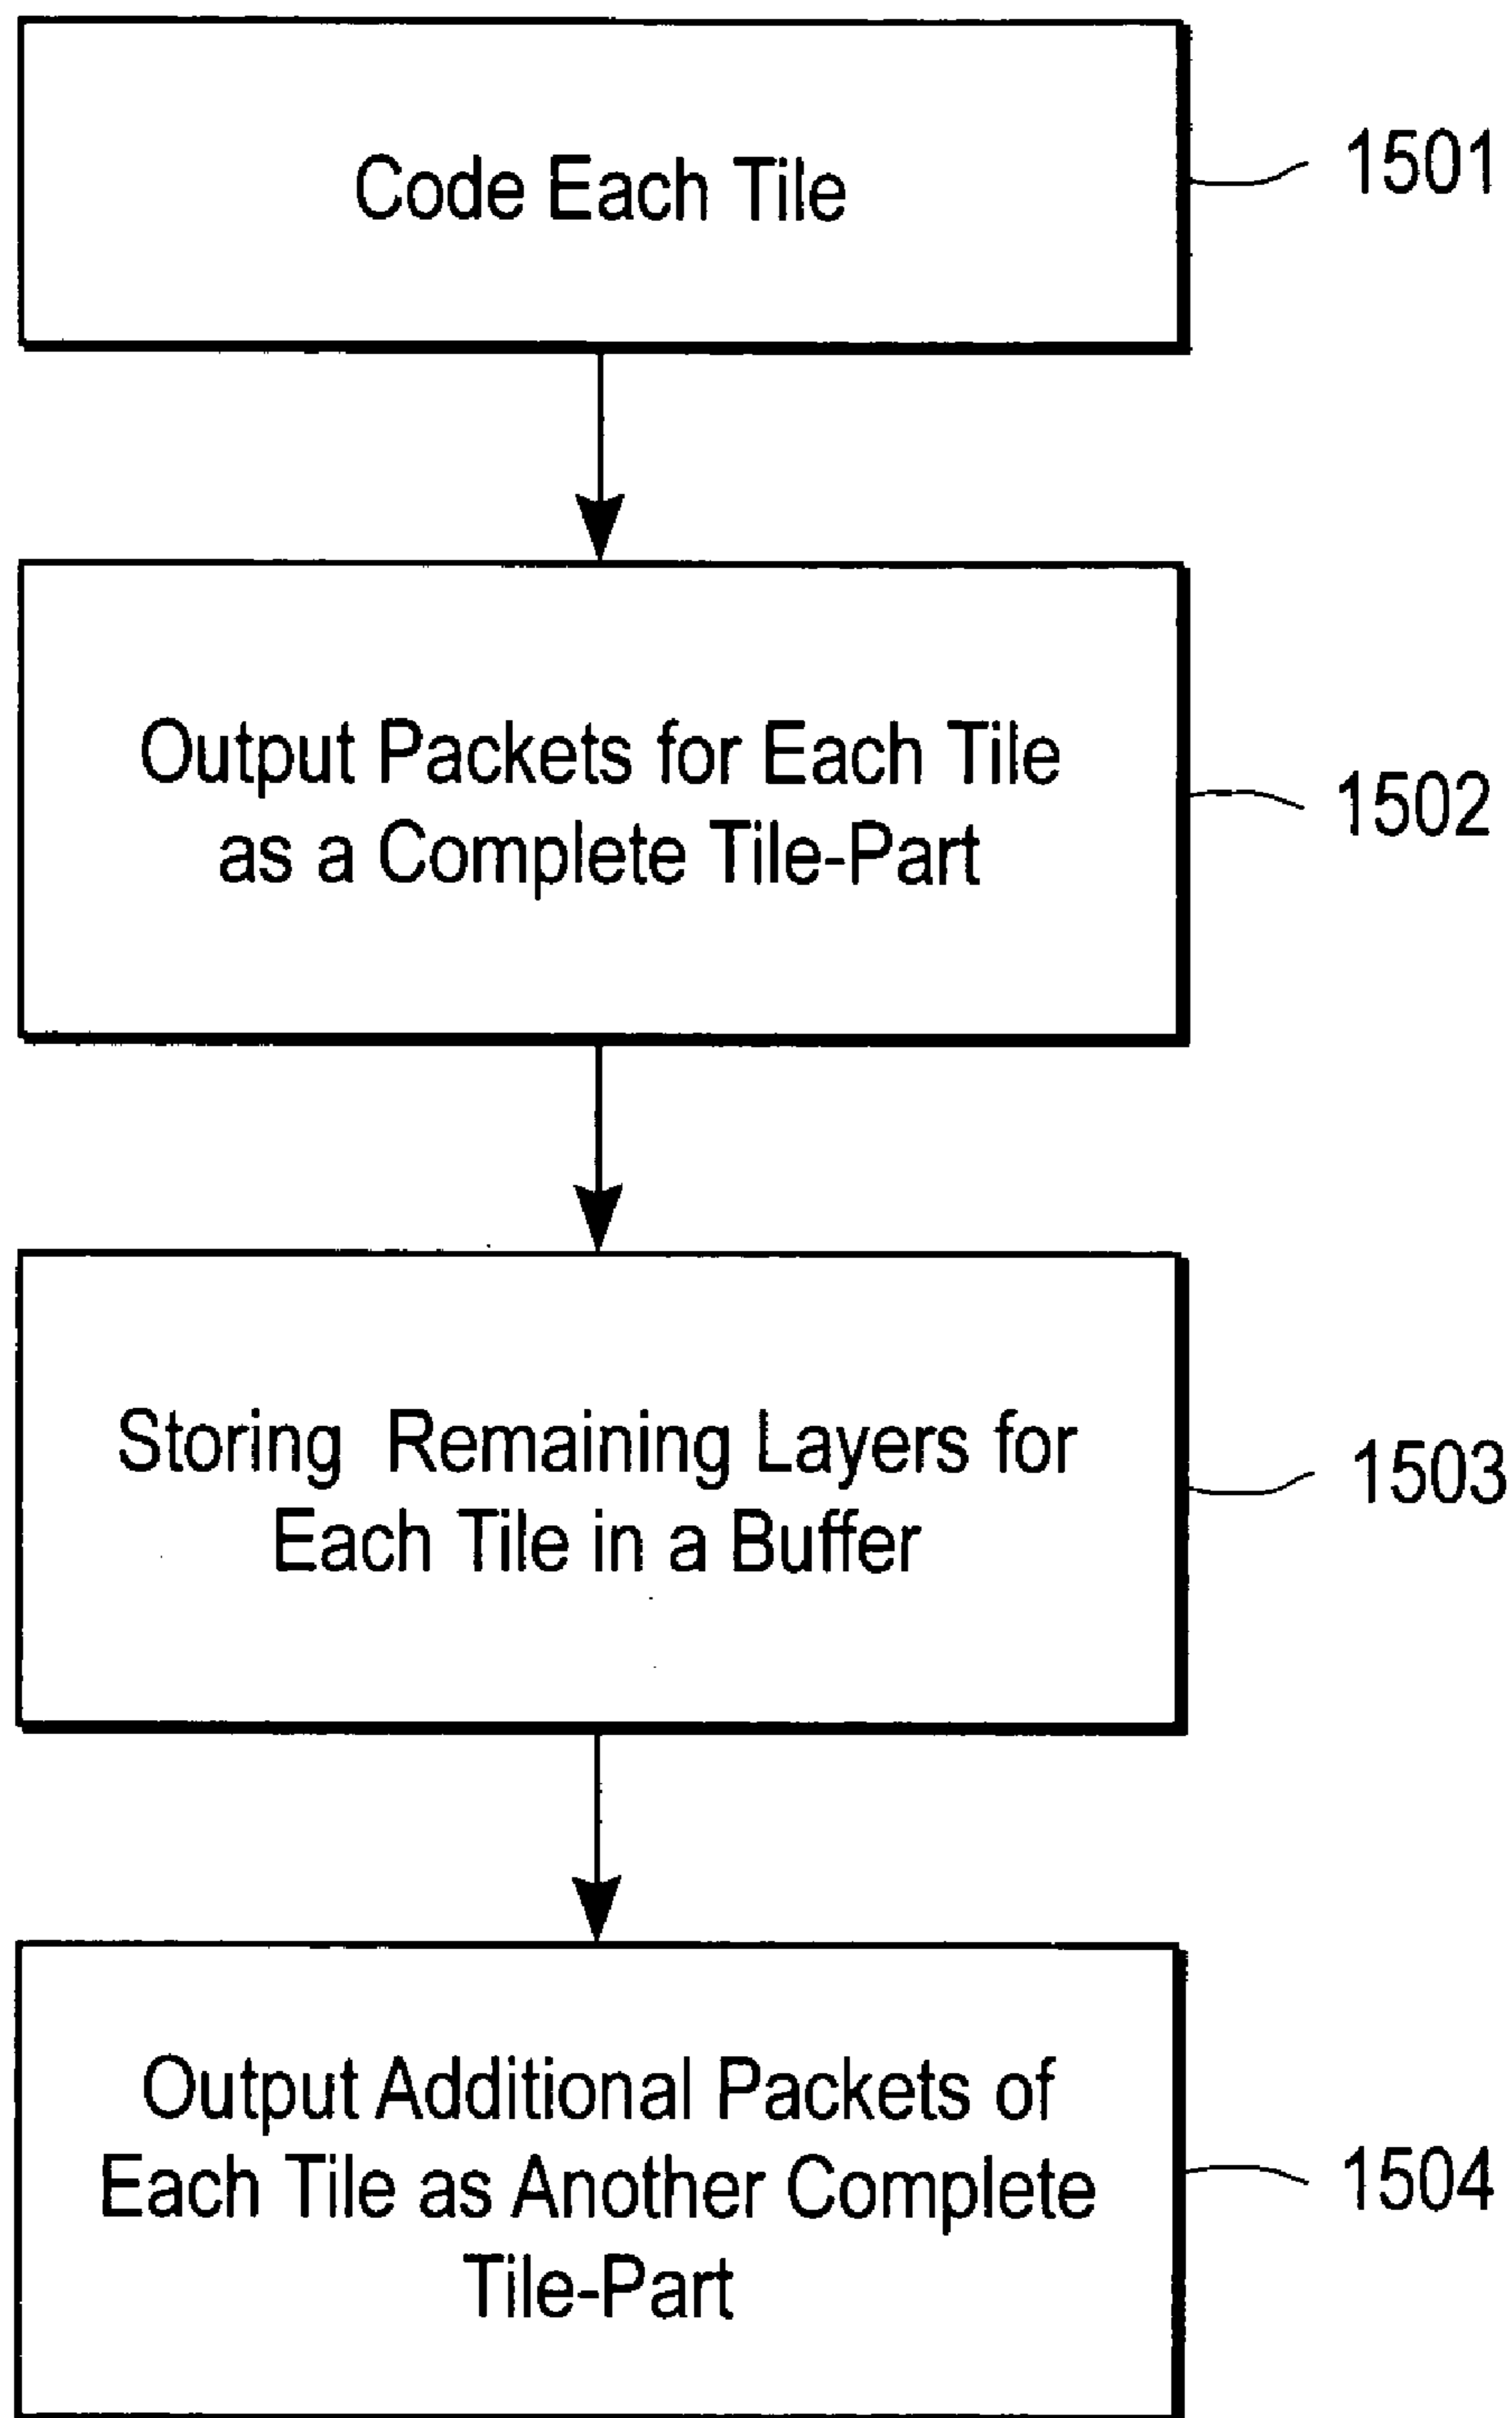 Code Each Tile
1501
Output Packets for Each Tile
as a Complete Tile-Part
1502
Storing Remaining Layers for
Each Tile in a Buffer
1503
Output Additional Packets of
Each Tile as Another Complete
Tile-Part
1504